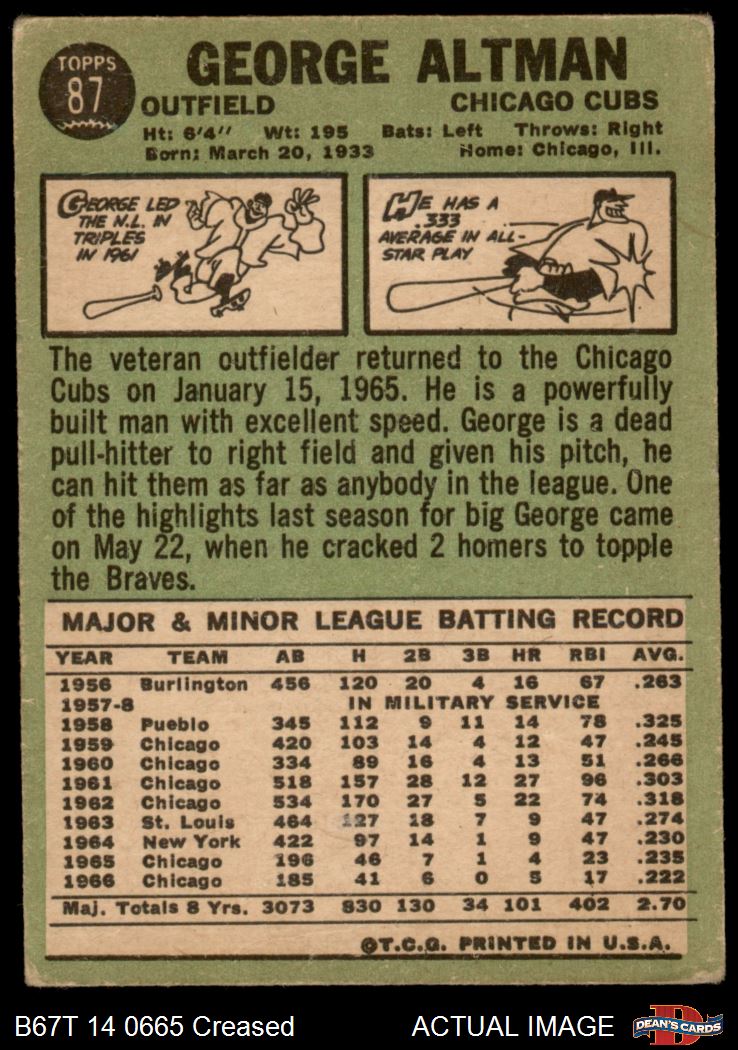 TOPPS
87
GEORGE ALTMAN
OUTFIELD CHICAGO CUBS
Ht: 6'4" Wt: 195 Bats: Left Throws: Right
Born: March 20, 1933 Home: Chicago, Ill.
GEORGE LED
THE N.L. IN
TRIPLES
IN 1961
HE HAS A
.333
AVERAGE IN ALL-
STAR PLAY
The veteran outfielder returned to the Chicago
Cubs on January 15, 1965. He is a powerfully
built man with excellent speed. George is a dead
pull-hitter to right field and given his pitch, he
can hit them as far as anybody in the league. One
of the highlights last season for big George came
on May 22, when he cracked 2 homers to topple
the Braves.
MAJOR & MINOR LEAGUE BATTING RECORD
YEAR TEAM AB H 2B 3B HR RBI AVG.
1956 Burlington 456 120 20 4 16 67 .263
1957-8 IN MILITARY SERVICE
1958 Pueblo 345 112 9 11 14 78 .325
1959 Chicago 420 103 14 4 12 47 .245
1960 Chicago 334 89 16 4 13 51 .266
1961 Chicago 518 157 28 12 27 96 .303
1962 Chicago 534 170 27 5 22 74 .318
1963 St. Louis 464 127 18 7 9 47 .274
1964 New York 422 97 14 1 9 47 .230
1965 Chicago 196 46 7 1 4 23 .235
1966 Chicago 185 41 6 0 5 17 .222
Maj. Totals 8 Yrs. 3073 830 130 34 101 402 2.70
©T.C.G. PRINTED IN U.S.A.
B67T 14 0665 Creased ACTUAL IMAGE
D
DEAN'S CARDS